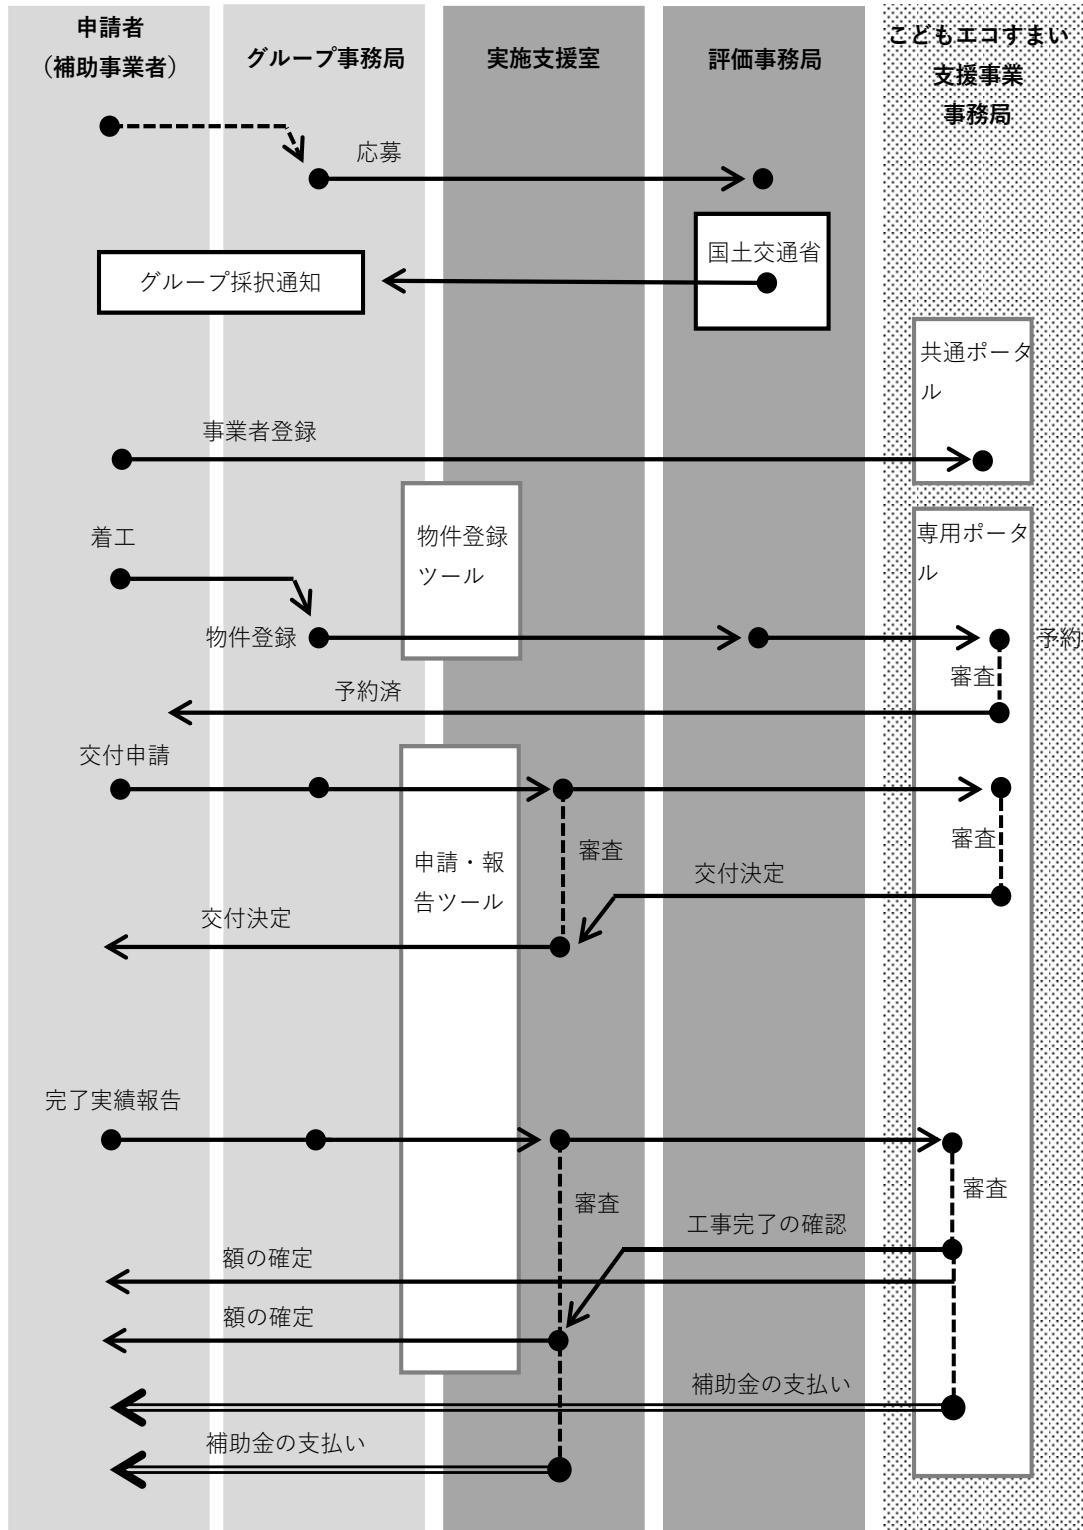 申請者
（補助事業者）
グループ事務局
実施支援室
評価事務局
こどもエコすまい
支援事業
事務局
応募
国土交通省
グループ採択通知
共通ポータ
ル
事業者登録
着工
物件登録
ツール
専用ポータ
ル
物件登録
予約
審査
予約済
交付申請
審査
審査
申請・報
告ツール
交付決定
交付決定
完了実績報告
審査
審査
工事完了の確認
額の確定
額の確定
補助金の支払い
補助金の支払い